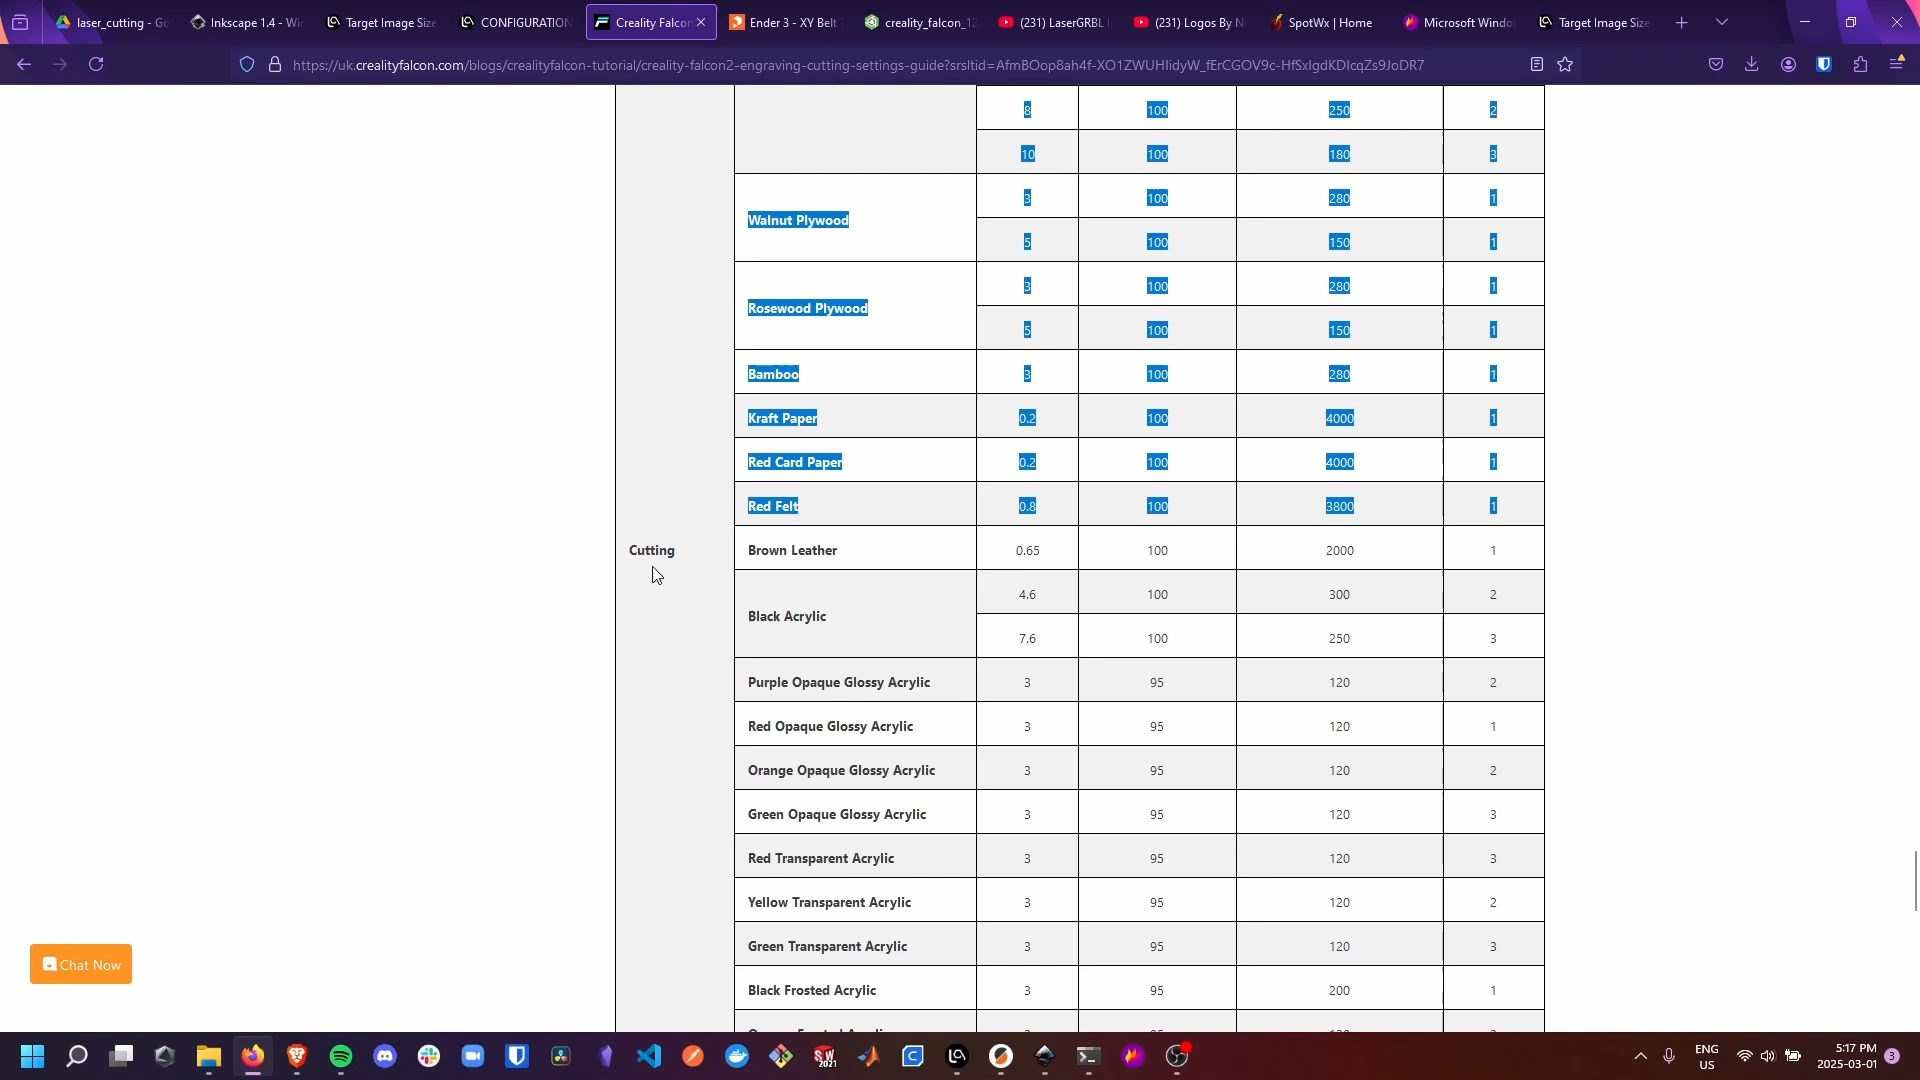 laser_cutting - Go
Inkscape 1.4 - Win
Target Image Size
CONFIGURATION
Creality Falcon
Ender 3 - XY Belt T
creality_falcon_12
(231) LaserGRBL I
(231) Logos By N
SpotWx | Home
Microsoft Windo
Target Image Size
https://uk.crealityfalcon.com/blogs/crealityfalcon-tutorial/creality-falcon2-engraving-cutting-settings-guide?srsltid=AfmBOop8ah4f-XO1ZWUHIidyW_fErCGOV9c-HfSxIgdKDIcqZs9JoDR7
8 100 250 2
10 100 180 3
Walnut Plywood
3 100 280 1
5 100 150 1
Rosewood Plywood
3 100 280 1
5 100 150 1
Bamboo 3 100 280 1
Kraft Paper 0.2 100 4000 1
Red Card Paper 0.2 100 4000 1
Red Felt 0.8 100 3800 1
Cutting
Brown Leather 0.65 100 2000 1
Black Acrylic
4.6 100 300 2
7.6 100 250 3
Purple Opaque Glossy Acrylic 3 95 120 2
Red Opaque Glossy Acrylic 3 95 120 1
Orange Opaque Glossy Acrylic 3 95 120 2
Green Opaque Glossy Acrylic 3 95 120 3
Red Transparent Acrylic 3 95 120 3
Yellow Transparent Acrylic 3 95 120 2
Green Transparent Acrylic 3 95 120 3
Black Frosted Acrylic 3 95 200 1
Chat Now
SW
2021
ENG
US
5:17 PM
2025-03-01
3